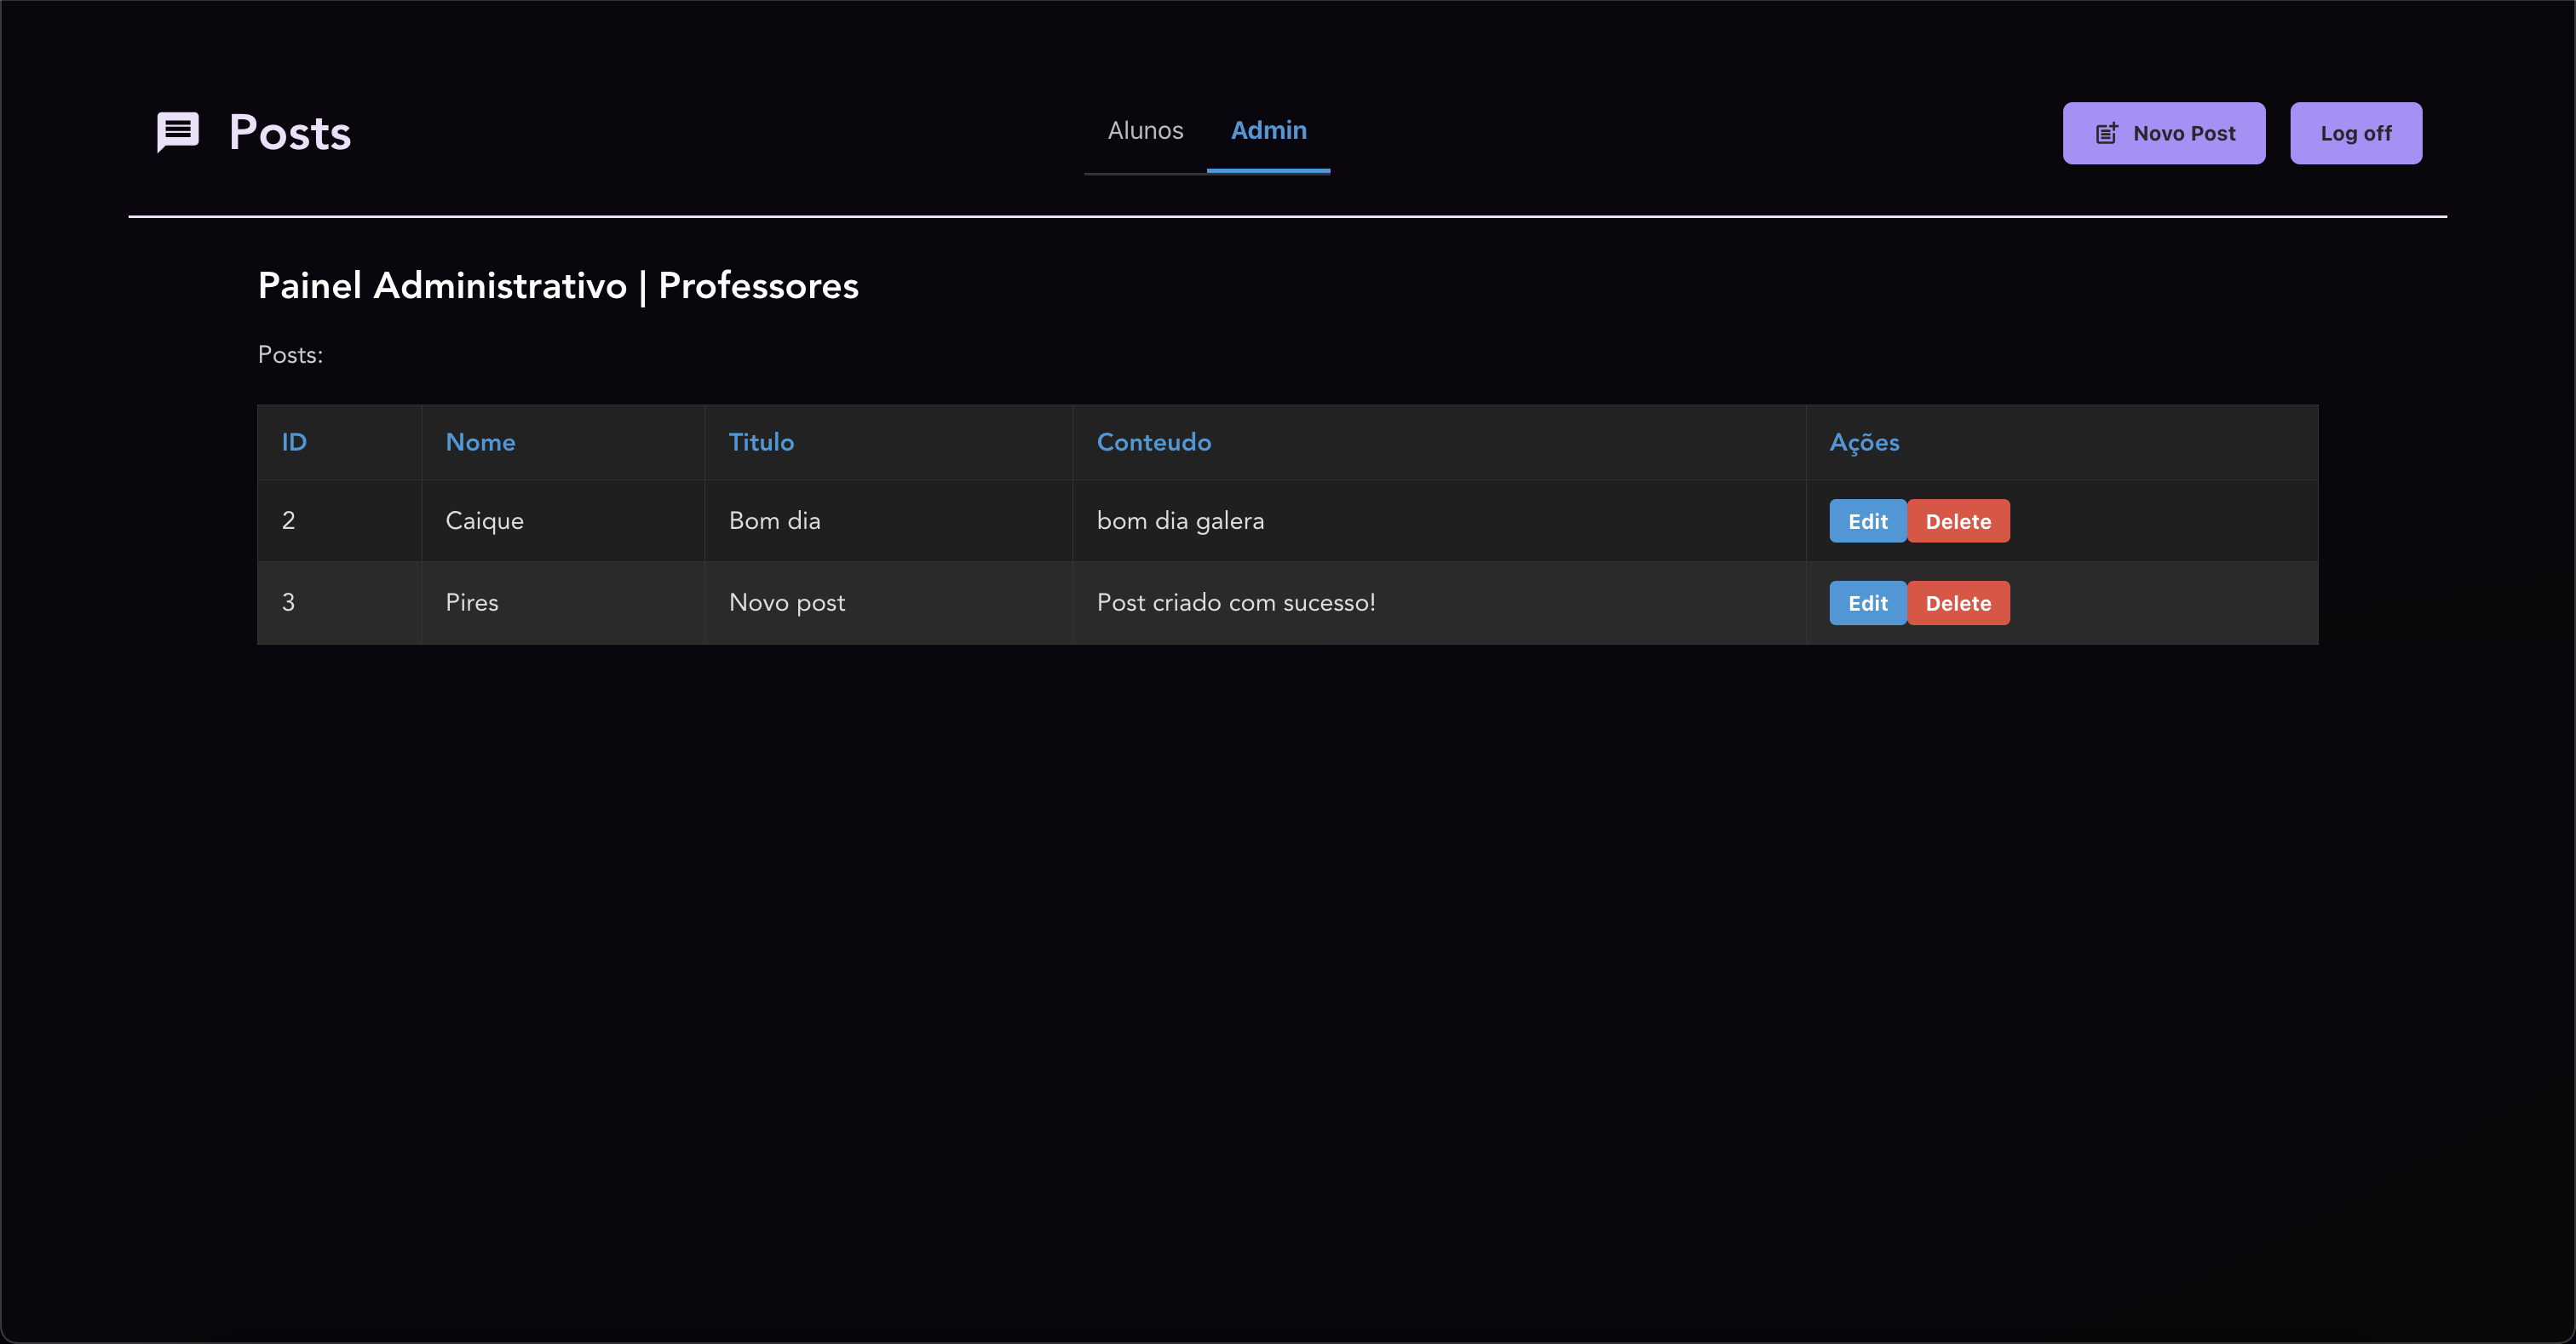 Posts
Alunos Admin
Novo Post Log off
Painel Administrativo | Professores
Posts:
ID Nome Titulo Conteudo Ações
2 Caique Bom dia bom dia galera Edit Delete
3 Pires Novo post Post criado com sucesso! Edit Delete